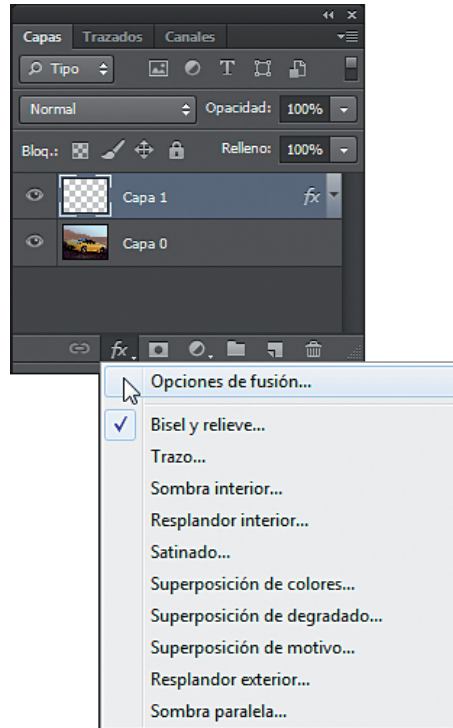 Capas Trazados Canales
Tipo T
Normal Opacidad: 100%
Bloq.: Relleno: 100%
Capa 1 fx
Capa 0
fx
Opciones de fusión...
Bisel y relieve...
Trazo...
Sombra interior...
Resplandor interior...
Satinado...
Superposición de colores...
Superposición de degradado...
Superposición de motivo...
Resplandor exterior...
Sombra paralela...